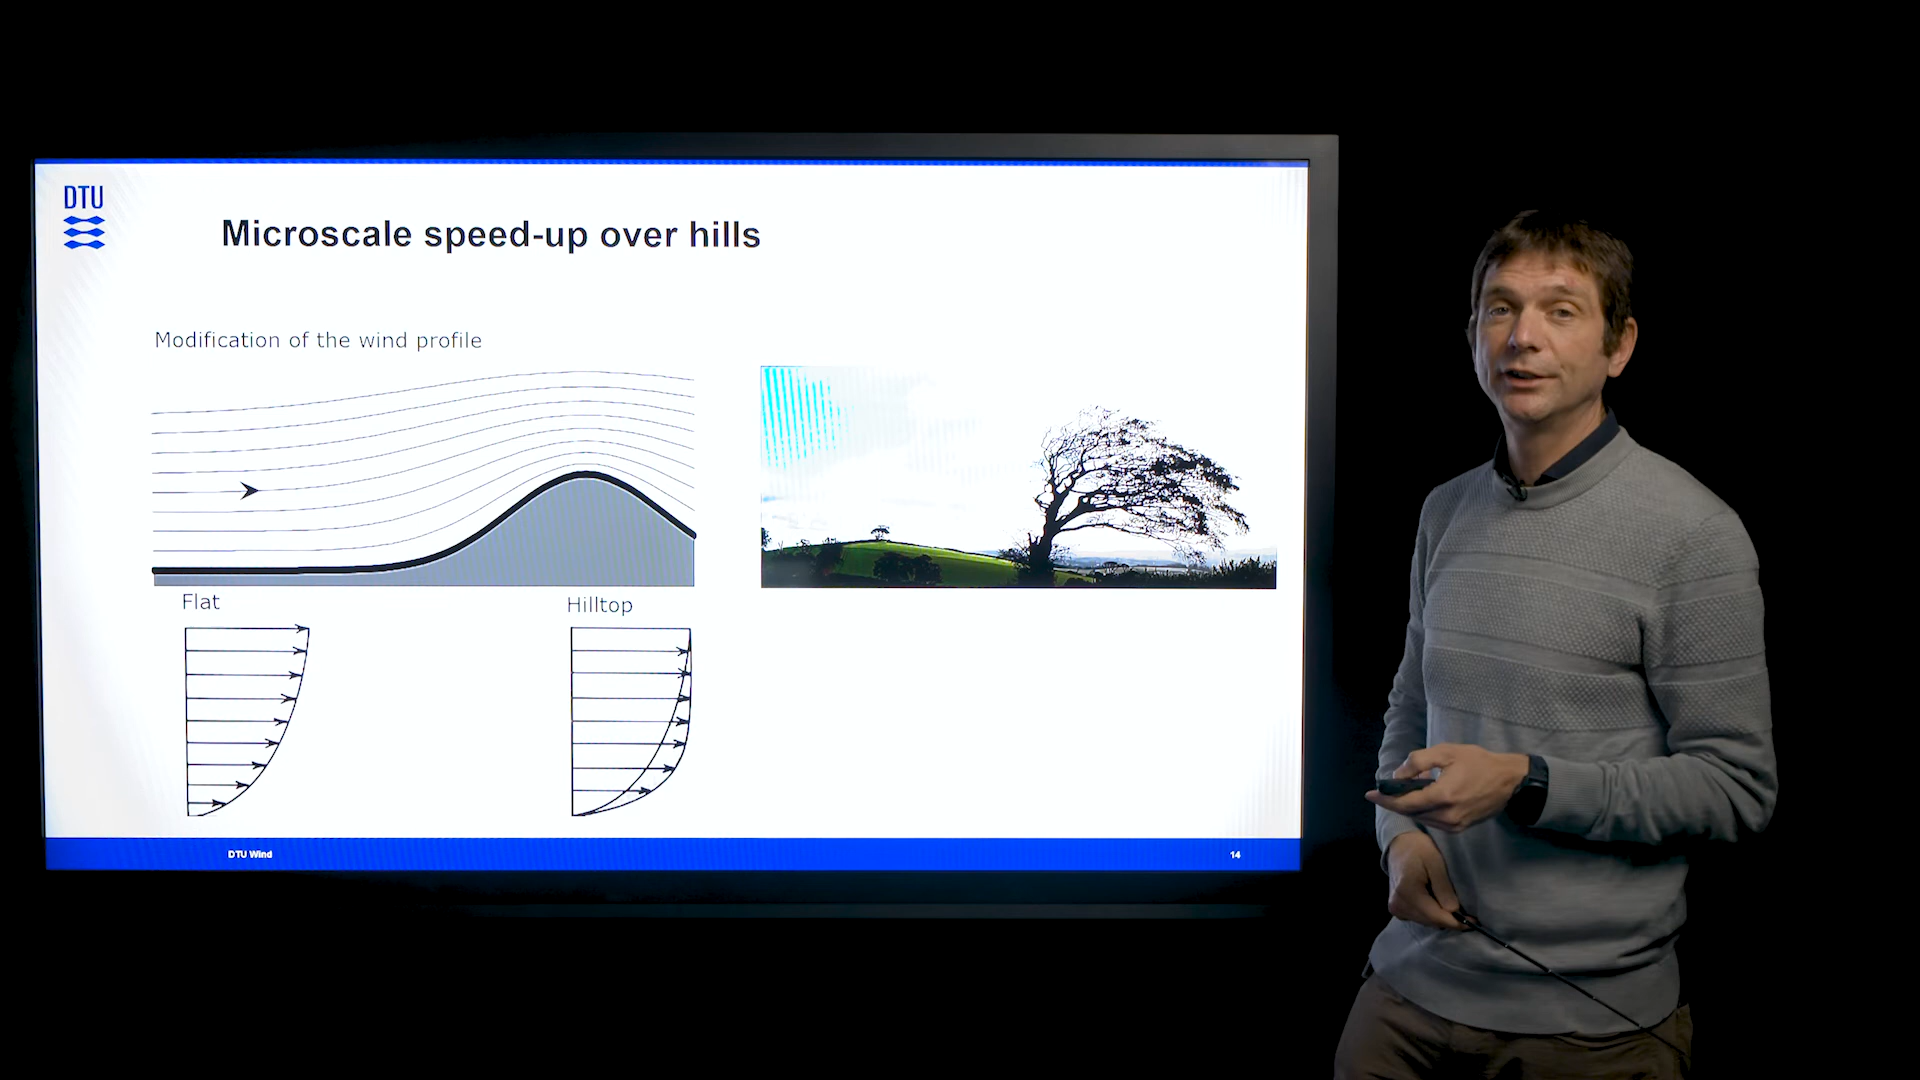 DTU
Microscale speed-up over hills
Modification of the wind profile
Flat
Hilltop
DTU Wind
14